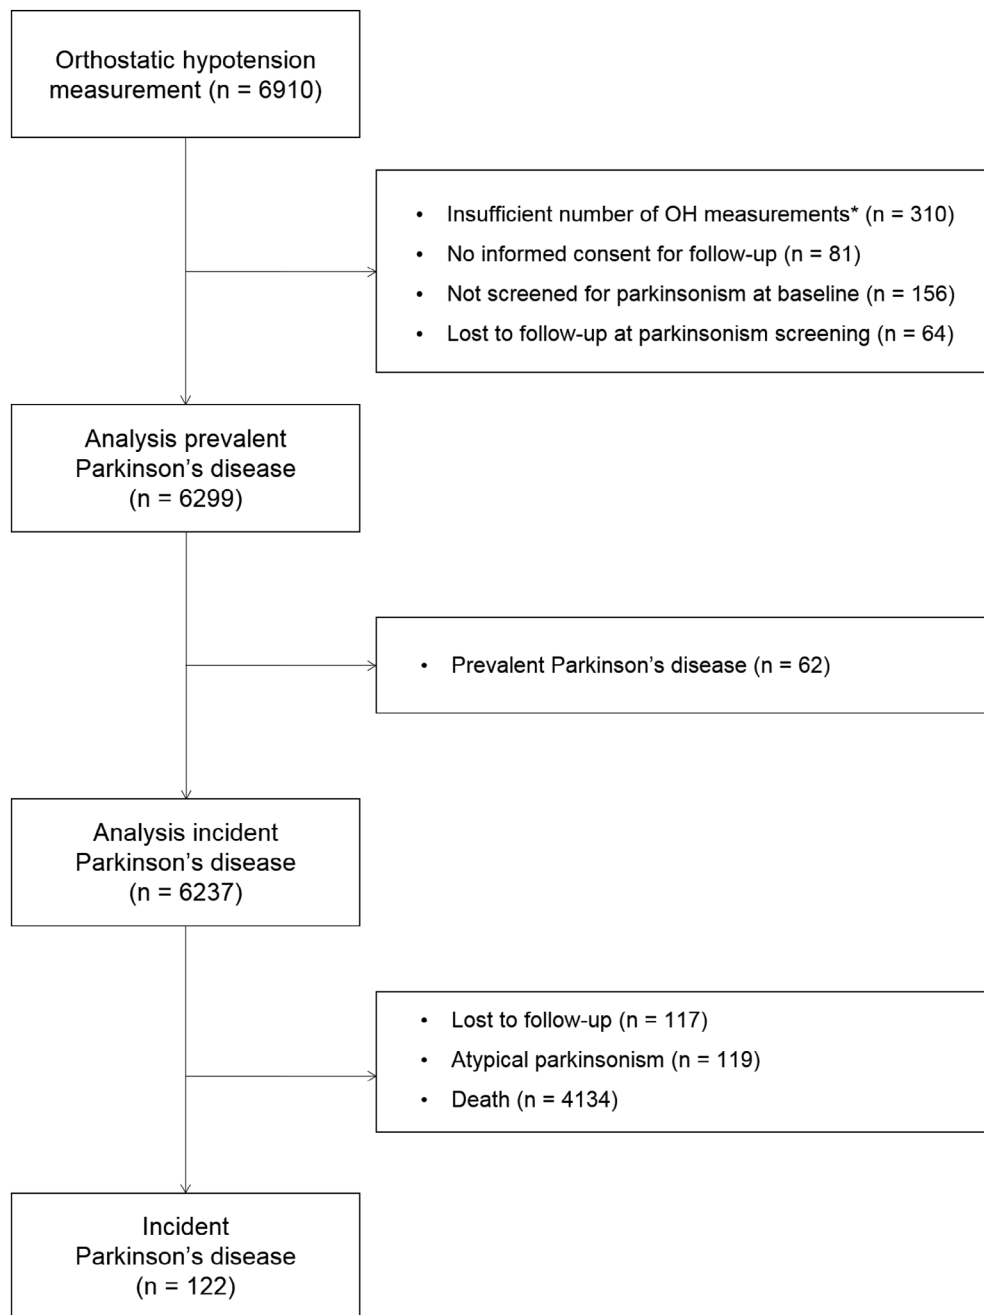 Orthostatic hypotension
measurement (n = 6910)
• Insufficient number of OH measurements* (n = 310)
• No informed consent for follow-up (n = 81)
• Not screened for parkinsonism at baseline (n = 156)
• Lost to follow-up at parkinsonism screening (n = 64)
Analysis prevalent
Parkinson’s disease
(n = 6299)
• Prevalent Parkinson’s disease (n = 62)
Analysis incident
Parkinson’s disease
(n = 6237)
• Lost to follow-up (n = 117)
• Atypical parkinsonism (n = 119)
• Death (n = 4134)
Incident
Parkinson’s disease
(n = 122)